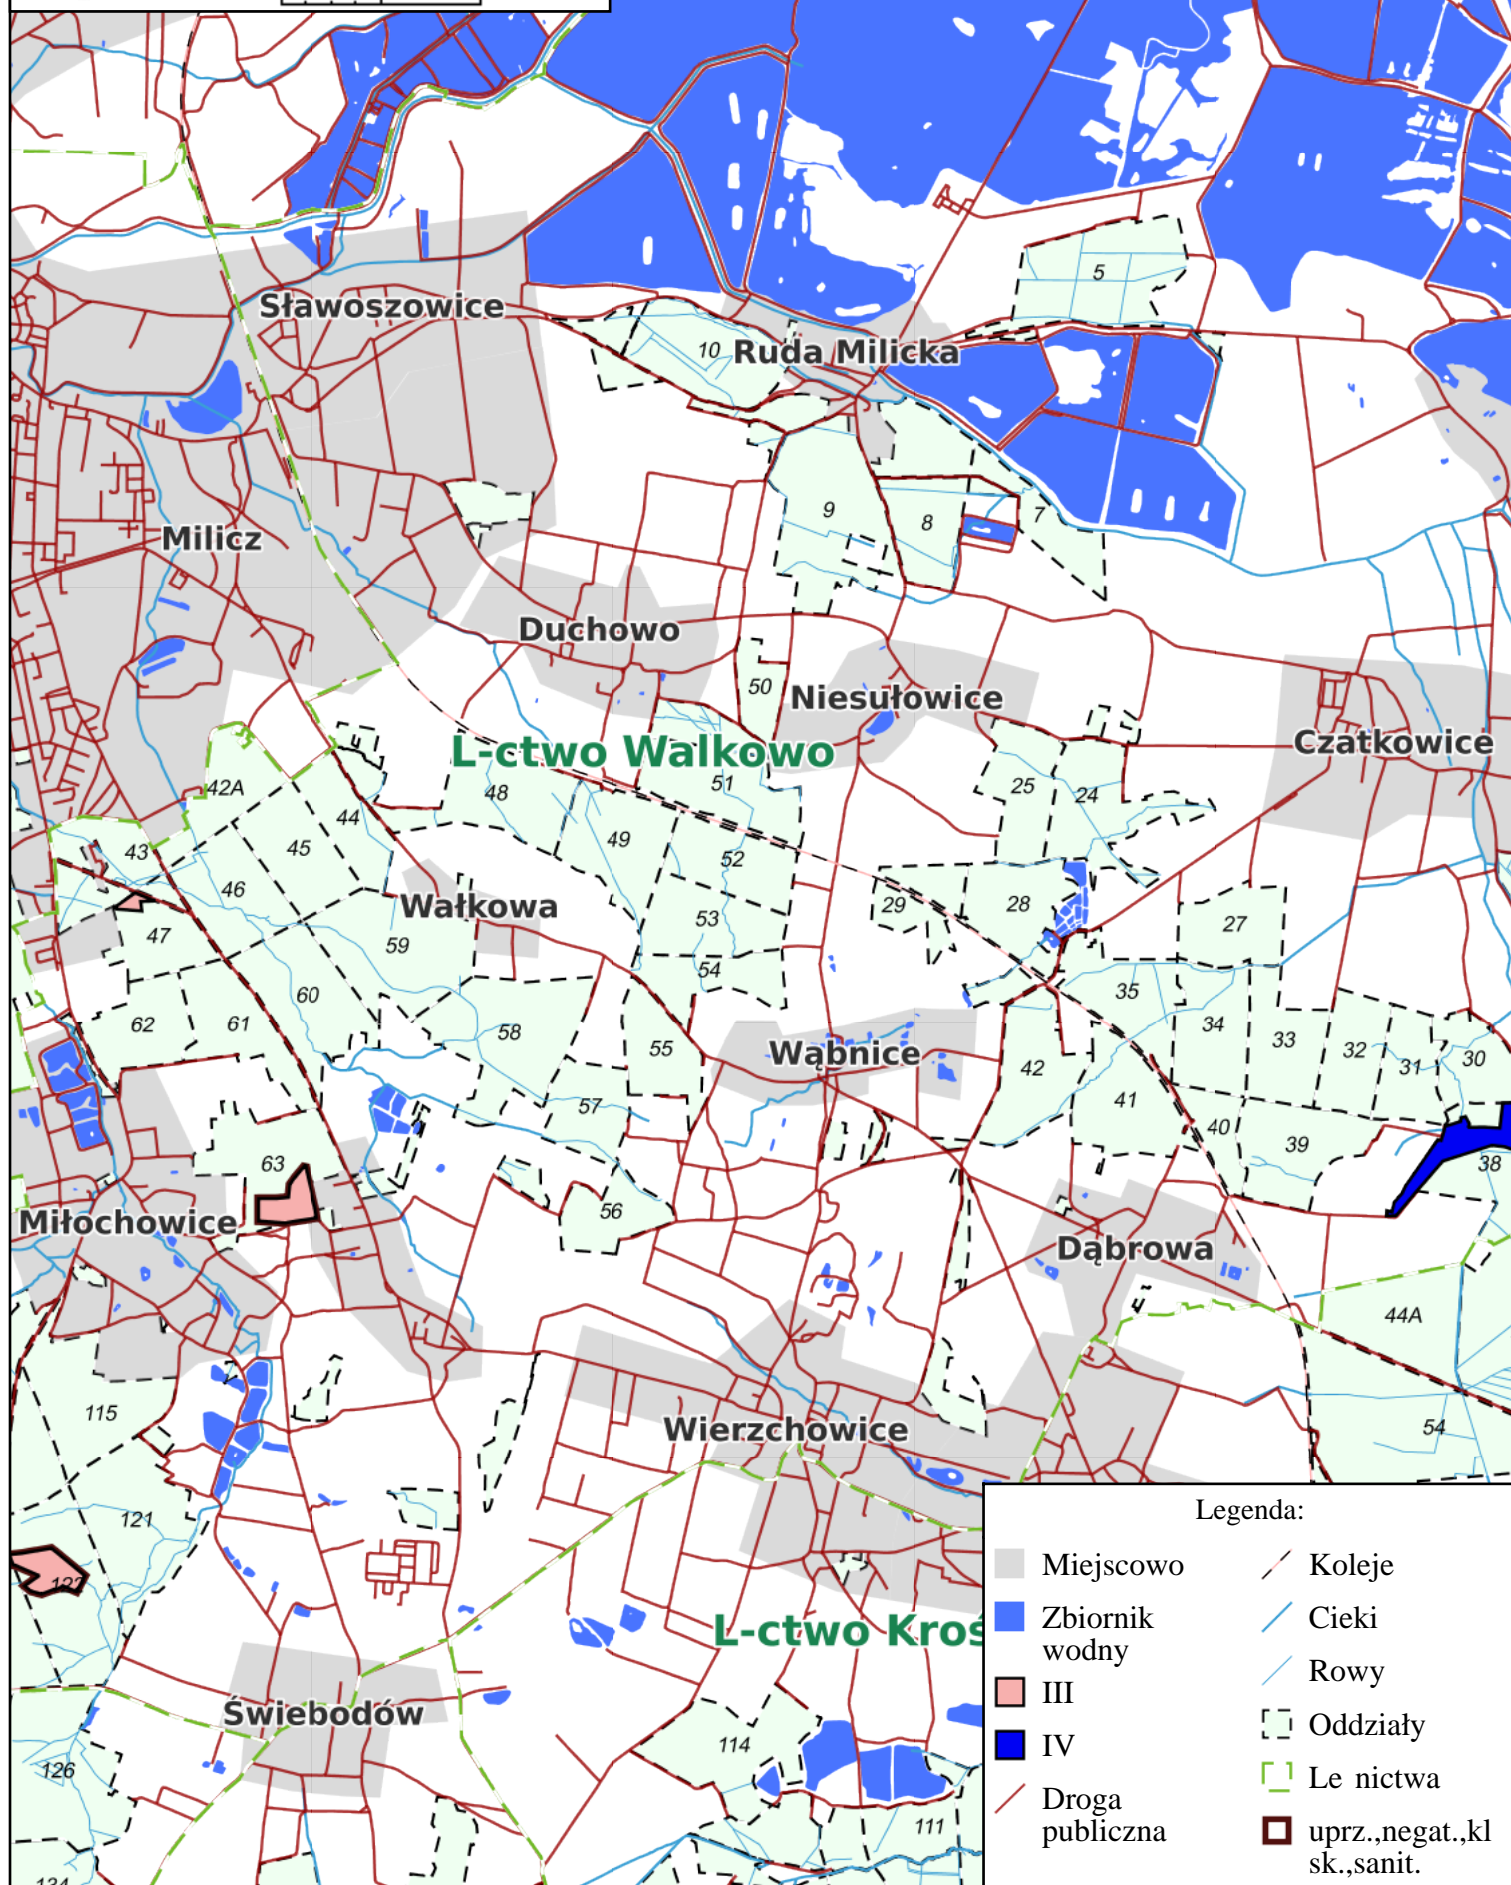 5
Sławoszowice
10
Ruda Milicka
9
8
7
Milicz
Duchowo
50
Niesułowice
Czatkowice
L-ctwo Walkowo
42A
48
51
25
24
44
43
45
49
52
46
29
28
27
Wałkowa
47
59
53
54
60
35
62
61
58
34
33
32
31
30
55
Wąbnice
42
57
41
40
39
63
38
56
Miłochowice
Dąbrowa
44A
115
Wierzchowice
54
121
122
L-ctwo Kroś
Świebodów
114
126
111
134
Legenda:
Miejscowo
Zbiornik
wodny
III
IV
Droga
publiczna
Koleje
Cieki
Rowy
Oddziały
Le nictwa
uprz.,negat.,kl
sk.,sanit.